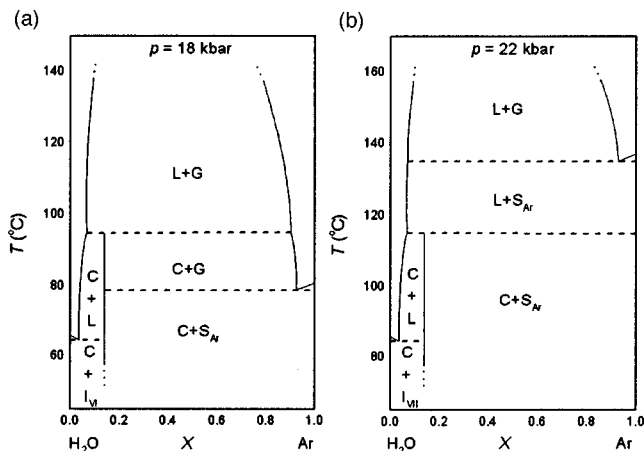 (a)
p = 18 kbar
140
120
100
80
60
T (°C)
L+G
C+G
C+S_Ar
C
+
L
C
+
I_VI
0.0 0.2 0.4 0.6 0.8 1.0
H₂O X Ar
(b)
p = 22 kbar
160
140
120
100
80
T (°C)
L+G
L+S_Ar
C+S_Ar
C
+
L
C
+
I_VII
0.0 0.2 0.4 0.6 0.8 1.0
H₂O X Ar